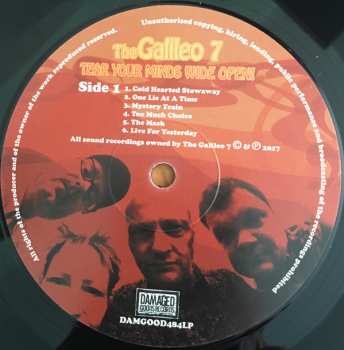 Unauthorised copying, hiring, lending, public performance and broadcasting of the recordings prohibited
All rights of the producer and of the owner of the work reproduced reserved.
The Galileo 7
TEAR YOUR MINDS WIDE OPEN!
Side 1
1. Cold Hearted Stowaway
2. One Lie At A Time
3. Mystery Train
4. Too Much Choice
5. The Mask
6. Live For Yesterday
All sound recordings owned by The Galileo 7 © & ℗ 2017
DAMAGED
GOODS RECORDS
DAMGOOD484LP